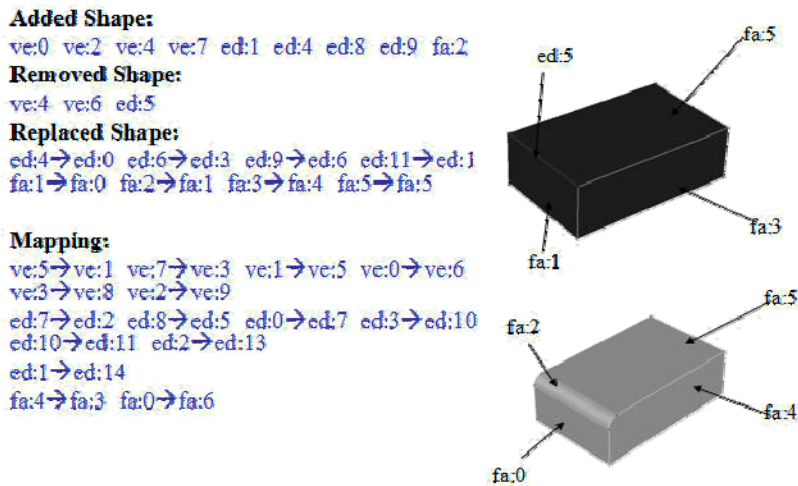 Added Shape:
ve:0 ve:2 ve:4 ve:7 ed:1 ed:4 ed:8 ed:9 fa:2
Removed Shape:
ve:4 ve:6 ed:5
Replaced Shape:
ed:4→ed:0 ed:6→ed:3 ed:9→ed:6 ed:11→ed:1
fa:1→fa:0 fa:2→fa:1 fa:3→fa:4 fa:5→fa:5
Mapping:
ve:5→ve:1 ve:7→ve:3 ve:1→ve:5 ve:0→ve:6
ve:3→ve:8 ve:2→ve:9
ed:7→ed:2 ed:8→ed:5 ed:0→ed:7 ed:3→ed:10
ed:10→ed:11 ed:2→ed:13
ed:1→ed:14
fa:4→fa:3 fa:0→fa:6
fa:5
ed:5
fa:3
fa:1
fa:5
fa:2
fa:4
fa:0